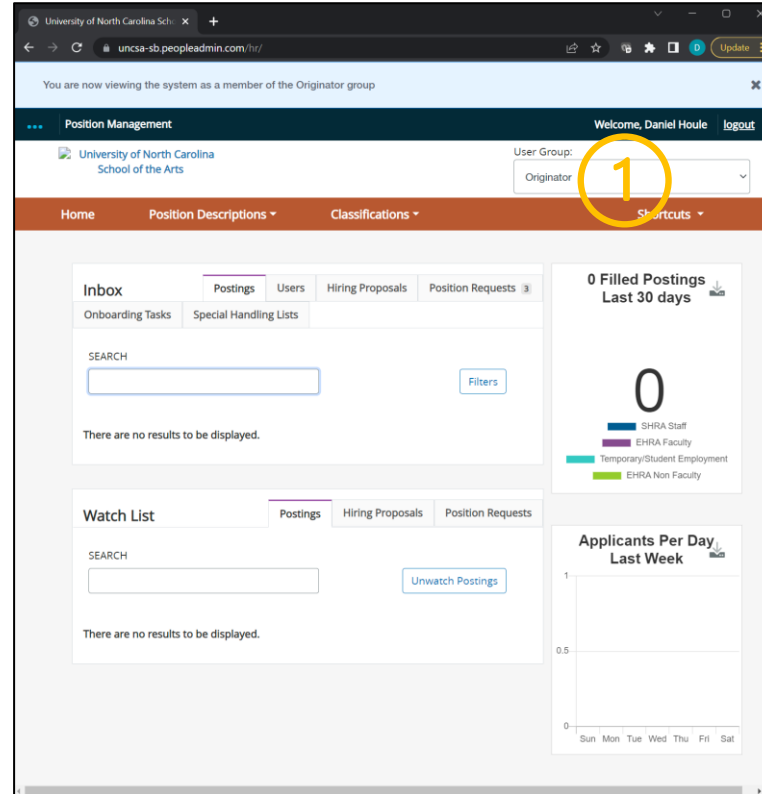 University of North Carolina Scho
uncsa-sb.peopleadmin.com/hr/
D
Update
You are now viewing the system as a member of the Originator group
Position Management
Welcome, Daniel Houle
logout
University of North Carolina
School of the Arts
User Group:
Originator
1
Home
Position Descriptions
Classifications
Shortcuts
Inbox
Postings
Users
Hiring Proposals
Position Requests 3
Onboarding Tasks
Special Handling Lists
SEARCH
Filters
There are no results to be displayed.
Watch List
Postings
Hiring Proposals
Position Requests
SEARCH
Unwatch Postings
There are no results to be displayed.
0 Filled Postings
Last 30 days
0
SHRA Staff
EHRA Faculty
Temporary/Student Employment
EHRA Non Faculty
Applicants Per Day
Last Week
1
0.5
0
Sun Mon Tue Wed Thu Fri Sat